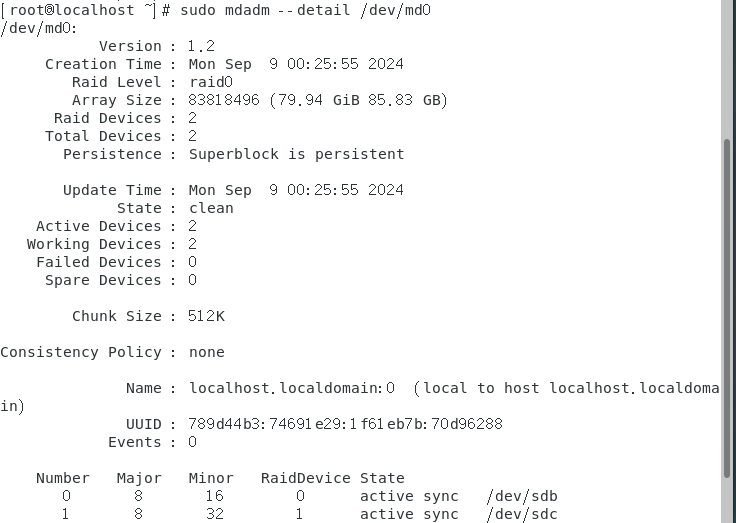 [root@localhost ~]# sudo mdadm --detail /dev/md0
/dev/md0:
Version : 1.2
Creation Time : Mon Sep  9 00:25:55 2024
Raid Level : raid0
Array Size : 83818496 (79.94 GiB 85.83 GB)
Raid Devices : 2
Total Devices : 2
Persistence : Superblock is persistent
Update Time : Mon Sep  9 00:25:55 2024
State : clean
Active Devices : 2
Working Devices : 2
Failed Devices : 0
Spare Devices : 0
Chunk Size : 512K
Consistency Policy : none
Name : localhost.localdomain:0  (local to host localhost.localdoma
in)
UUID : 789d44b3:74691e29:1f61eb7b:70d96288
Events : 0
Number   Major   Minor   RaidDevice State
0       8       16        0      active sync   /dev/sdb
1       8       32        1      active sync   /dev/sdc